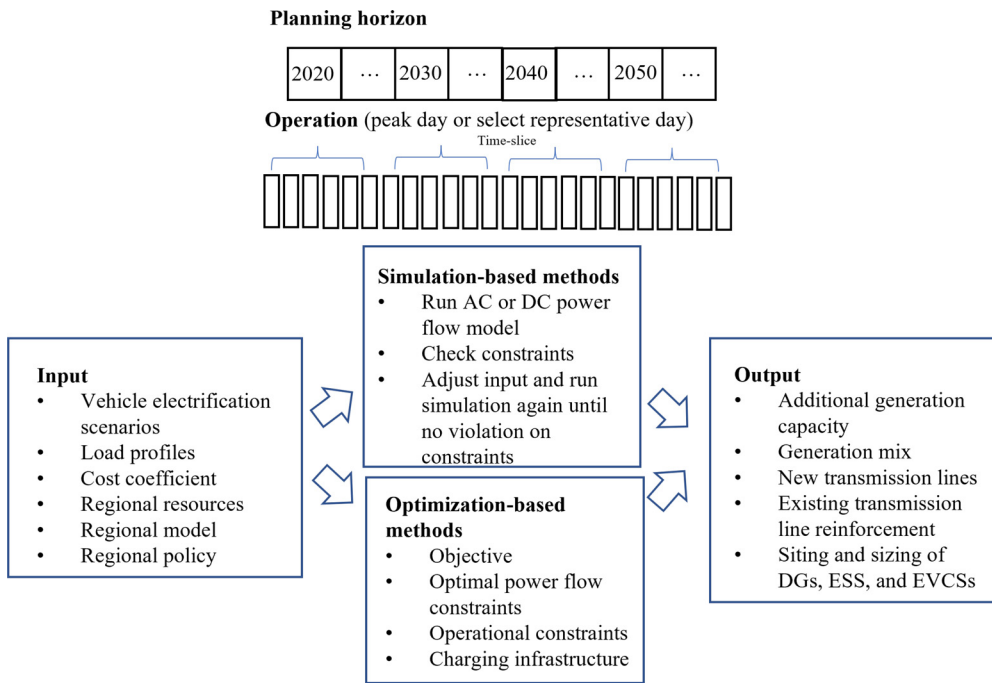 Planning horizon
2020 … 2030 … 2040 … 2050 …
Operation (peak day or select representative day)
Time-slice
Input
• Vehicle electrification
scenarios
• Load profiles
• Cost coefficient
• Regional resources
• Regional model
• Regional policy
Simulation-based methods
• Run AC or DC power
flow model
• Check constraints
• Adjust input and run
simulation again until
no violation on
constraints
Optimization-based
methods
• Objective
• Optimal power flow
constraints
• Operational constraints
• Charging infrastructure
Output
• Additional generation
capacity
• Generation mix
• New transmission lines
• Existing transmission
line reinforcement
• Siting and sizing of
DGs, ESS, and EVCSs